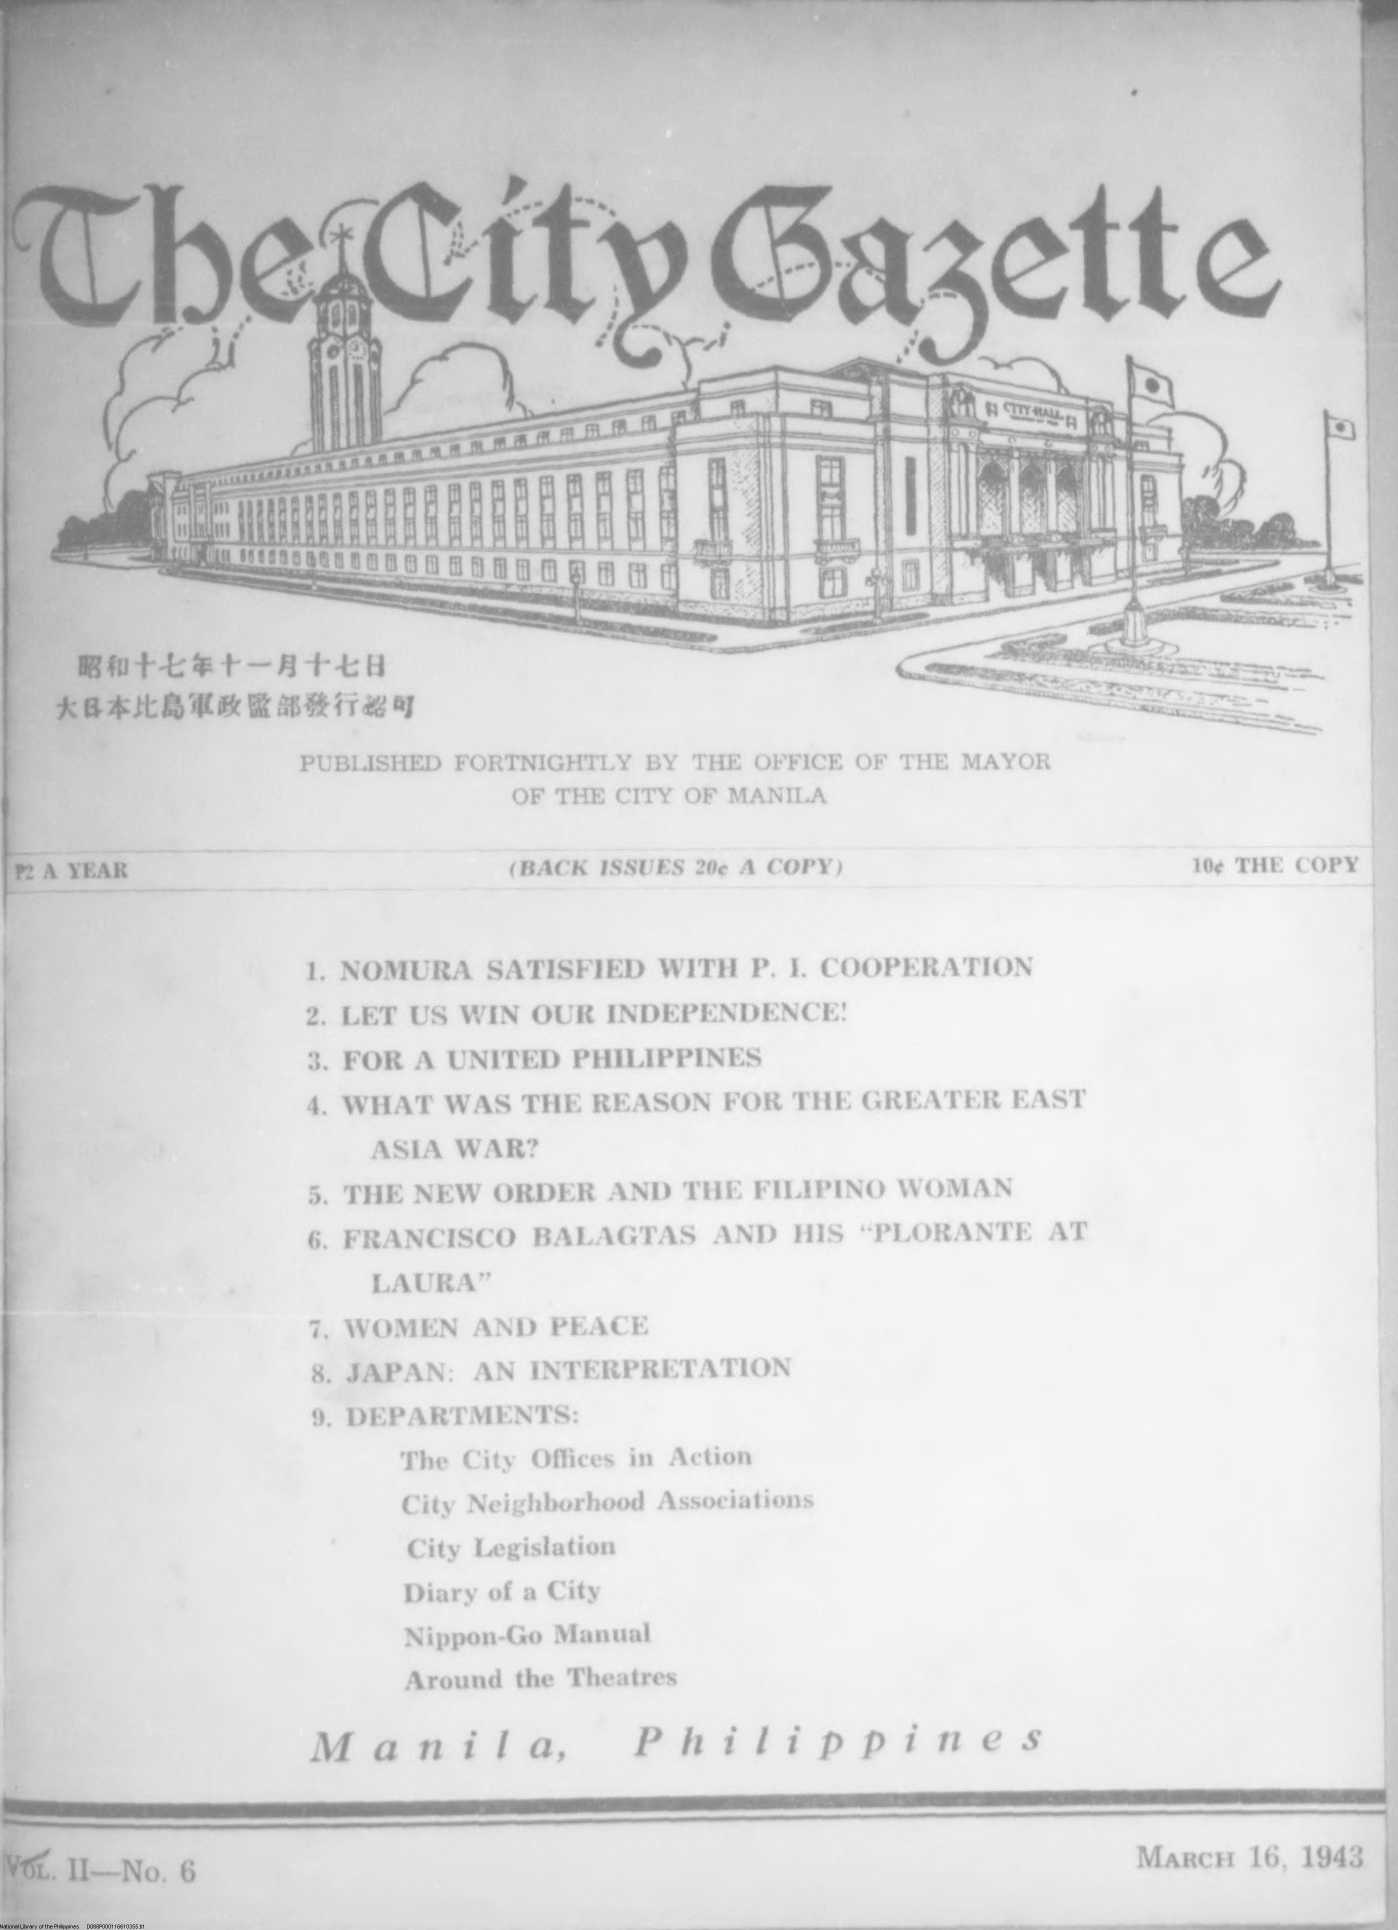 The City Gazette
CITY HALL
昭和十七年十一月十七日
大日本比島軍政監部發行認可
PUBLISHED FORTNIGHTLY BY THE OFFICE OF THE MAYOR
OF THE CITY OF MANILA
₱2 A YEAR (BACK ISSUES 20¢ A COPY) 10¢ THE COPY
1. NOMURA SATISFIED WITH P. I. COOPERATION
2. LET US WIN OUR INDEPENDENCE!
3. FOR A UNITED PHILIPPINES
4. WHAT WAS THE REASON FOR THE GREATER EAST
ASIA WAR?
5. THE NEW ORDER AND THE FILIPINO WOMAN
6. FRANCISCO BALAGTAS AND HIS "PLORANTE AT
LAURA"
7. WOMEN AND PEACE
8. JAPAN: AN INTERPRETATION
9. DEPARTMENTS:
The City Offices in Action
City Neighborhood Associations
City Legislation
Diary of a City
Nippon-Go Manual
Around the Theatres
Manila, Philippines
VOL. II—No. 6 MARCH 16, 1943
National Library of the Philippines